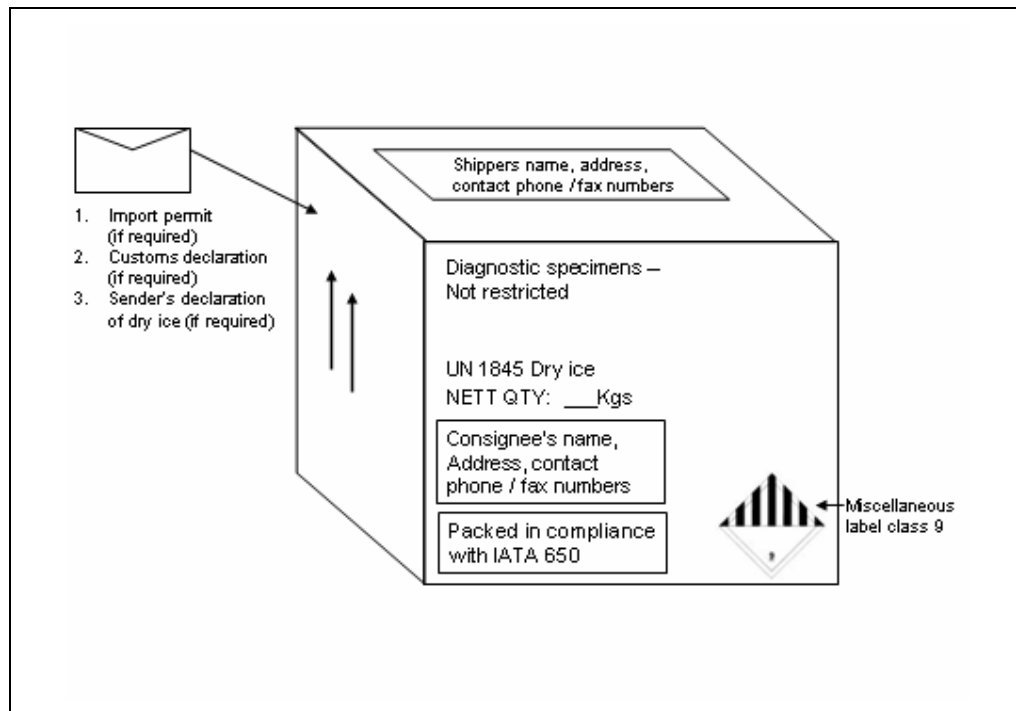 Shippers name, address,
contact phone / fax numbers
1. Import permit
(if required)
2. Customs declaration
(if required)
3. Sender's declaration
of dry ice (if required)
Diagnostic specimens –
Not restricted
UN 1845 Dry ice
NETT QTY: ___Kgs
Consignee's name,
Address, contact
phone / fax numbers
Packed in compliance
with IATA 650
9
Miscellaneous
label class 9